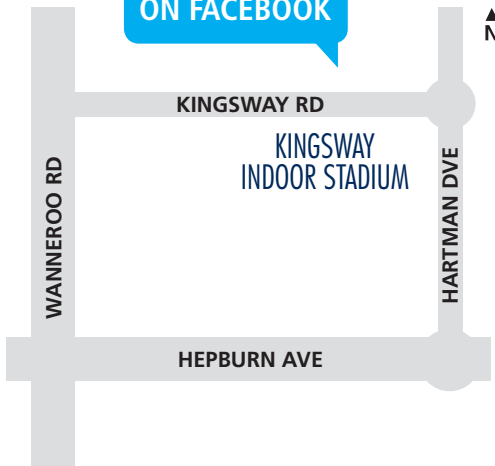 ON FACEBOOK
N
KINGSWAY RD
KINGSWAY
INDOOR STADIUM
WANNEROO RD
HARTMAN DVE
HEPBURN AVE